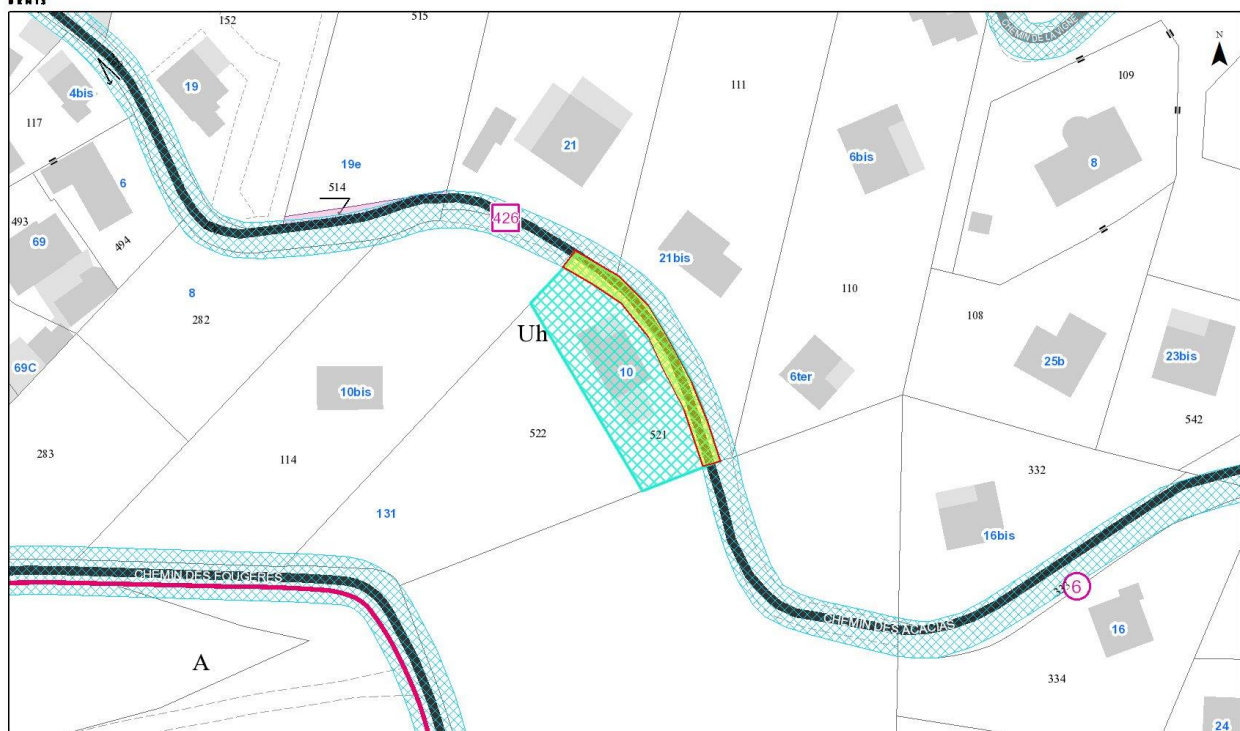 DENIS
152
515
CHEMIN DE LA VIGNE
N
4bis
19
117
111
109
21
6bis
8
19e
514
6
426
493
69
494
21bis
8
282
110
108
Uh
10
25b
23bis
69C
10bis
6ter
522
521
542
283
114
332
131
16bis
CHEMIN DES FOUGERES
6
CHEMIN DES ACACIAS
16
A
334
24